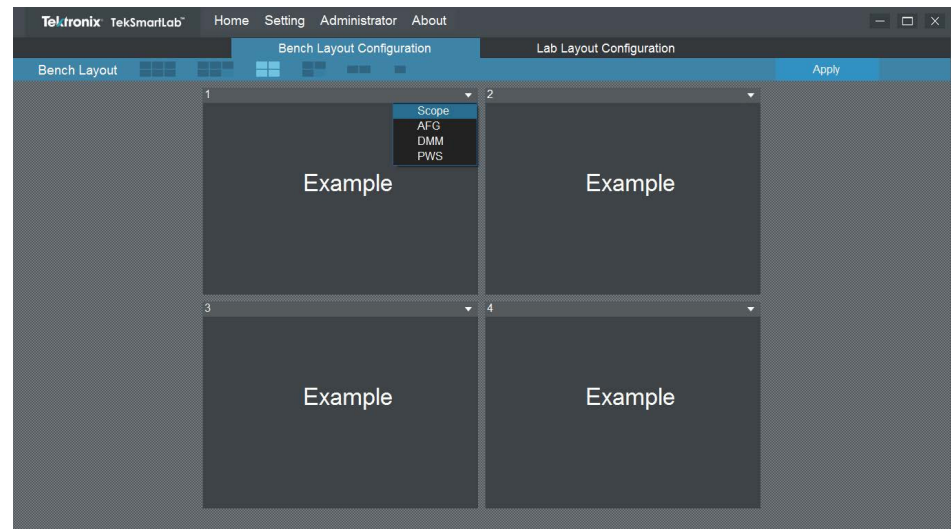 Tektronix TekSmartLab™ Home Setting Administrator About
Bench Layout Configuration Lab Layout Configuration
Bench Layout Apply
1 2
Scope
AFG
DMM
PWS
Example Example
3 4
Example Example